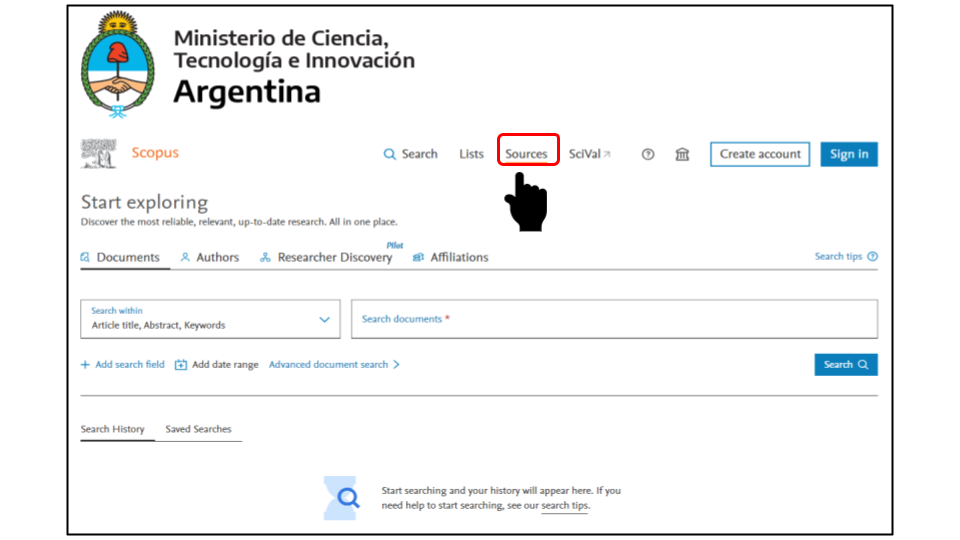 Ministerio de Ciencia,
Tecnología e Innovación
Argentina
Scopus
Search Lists Sources SciVal Create account Sign in
Start exploring
Discover the most reliable, relevant, up-to-date research. All in one place.
Pilot
Documents Authors Researcher Discovery Affiliations Search tips
Search within
Article title, Abstract, Keywords
Search documents *
+ Add search field Add date range Advanced document search > Search
Search History Saved Searches
Start searching and your history will appear here. If you
need help to start searching, see our search tips.